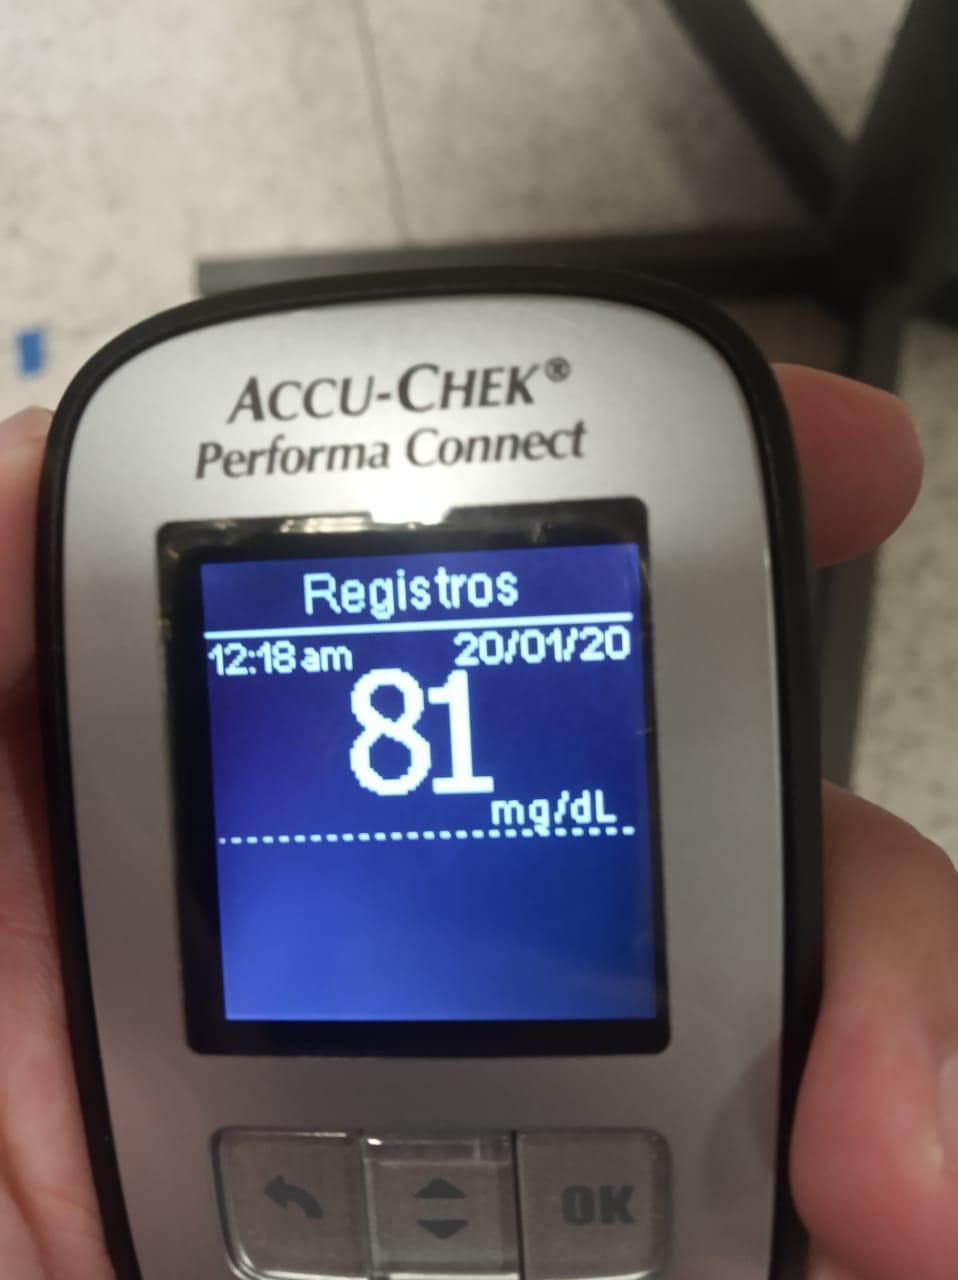 ACCU-CHEK®
Performa Connect
Registros
12:18 am 20/01/20
81
mg/dL
OK